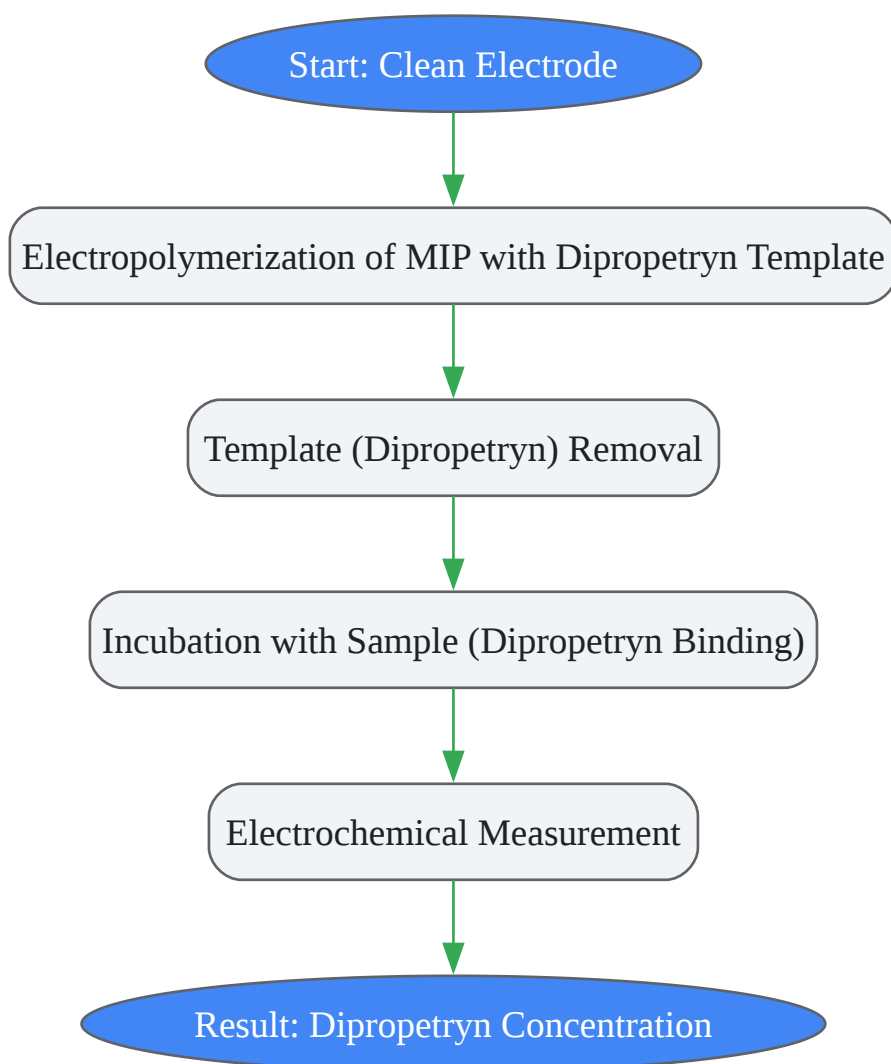 Start: Clean Electrode
Electropolymerization of MIP with Dipropetryn Template
Template (Dipropetryn) Removal
Incubation with Sample (Dipropetryn Binding)
Electrochemical Measurement
Result: Dipropetryn Concentration